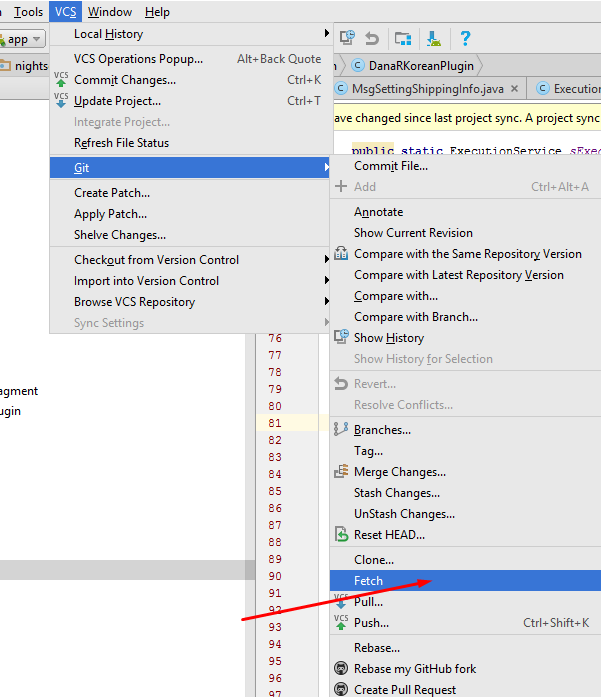 Tools VCS Window Help
app
nights
DanaRKoreanPlugin
MsgSettingShippingInfo.java
Execution
ave changed since last project sync. A project sync
public static ExecutionService sExec
Local History
VCS Operations Popup... Alt+Back Quote
Commit Changes... Ctrl+K
Update Project... Ctrl+T
Integrate Project...
Refresh File Status
Git
Create Patch...
Apply Patch...
Shelve Changes...
Checkout from Version Control
Import into Version Control
Browse VCS Repository
Sync Settings
Commit File...
Add Ctrl+Alt+A
Annotate
Show Current Revision
Compare with the Same Repository Version
Compare with Latest Repository Version
Compare with...
Compare with Branch...
Show History
Show History for Selection
Revert...
Resolve Conflicts...
Branches...
Tag...
Merge Changes...
Stash Changes...
UnStash Changes...
Reset HEAD...
Clone...
Fetch
Pull...
Push... Ctrl+Shift+K
Rebase...
Rebase my GitHub fork
Create Pull Request
agment
ugin
76
77
78
79
80
81
82
83
84
85
86
87
88
89
90
91
92
93
94
95
96
97